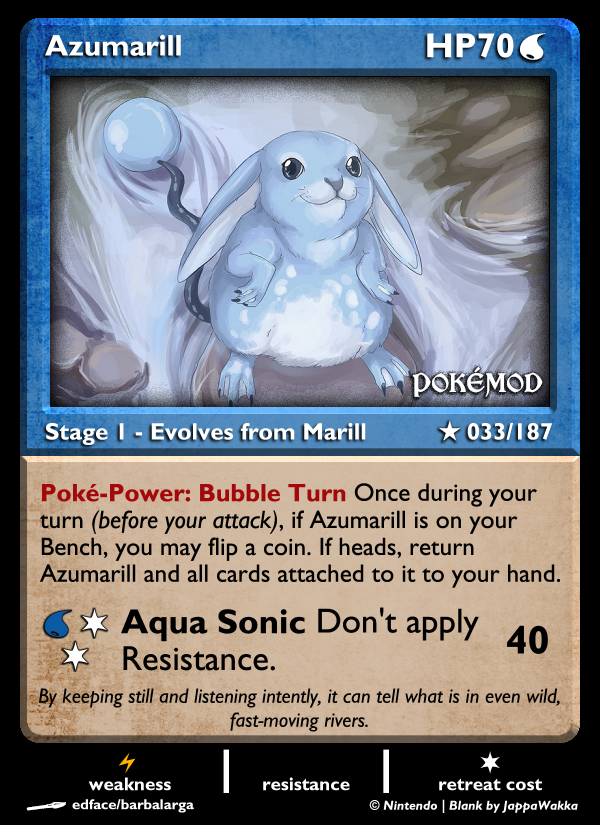 Azumarill HP70
POKÉMOD
Stage 1 - Evolves from Marill ★ 033/187
Poké-Power: Bubble Turn Once during your
turn (before your attack), if Azumarill is on your
Bench, you may flip a coin. If heads, return
Azumarill and all cards attached to it to your hand.
Aqua Sonic Don't apply
Resistance.
40
By keeping still and listening intently, it can tell what is in even wild,
fast-moving rivers.
weakness resistance retreat cost
edface/barbalarga © Nintendo | Blank by JappaWakka